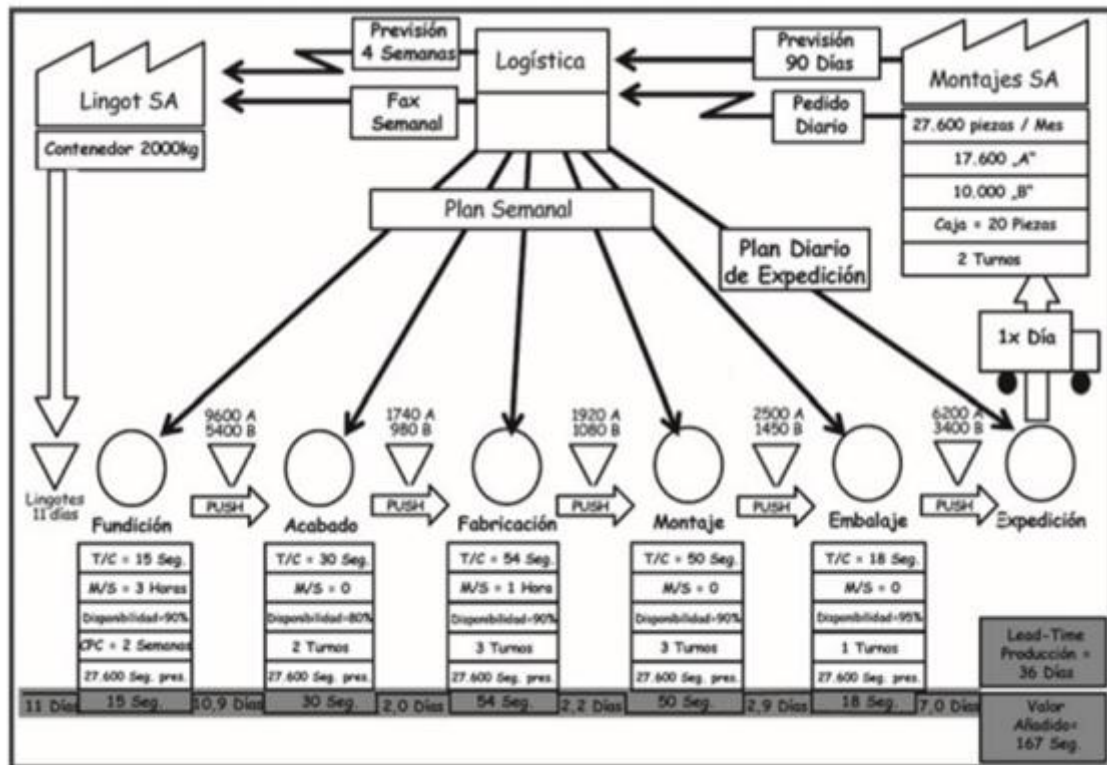 Lingot SA
Contenedor 2000kg
Previsión
4 Semanas
Fax
Semanal
Logística
Previsión
90 Días
Pedido
Diario
Montajes SA
27.600 piezas / Mes
17.600 „A"
10.000 „B"
Caja = 20 Piezas
2 Turnos
Plan Semanal
Plan Diario
de Expedición
1x Día
Lingotes
11 días
Fundición
9600 A
5400 B
PUSH
Acabado
1740 A
980 B
PUSH
Fabricación
1920 A
1080 B
PUSH
Montaje
2500 A
1450 B
PUSH
Embalaje
6200 A
3400 B
PUSH
Expedición
T/C = 15 Seg.
M/S = 3 Horas
Disponibilidad=90%
CPC = 2 Semanas
27.600 Seg. pres.
T/C = 30 Seg.
M/S = 0
Disponibilidad=80%
2 Turnos
27.600 Seg. pres.
T/C = 54 Seg.
M/S = 1 Hora
Disponibilidad=90%
3 Turnos
27.600 Seg. pres.
T/C = 50 Seg.
M/S = 0
Disponibilidad=90%
3 Turnos
27.600 Seg. pres.
T/C = 18 Seg.
M/S = 0
Disponibilidad=95%
1 Turnos
27.600 Seg. pres.
11 Días
15 Seg.
10,9 Días
30 Seg.
2,0 Días
54 Seg.
2,2 Días
50 Seg.
2,9 Días
18 Seg.
7,0 Días
Lead-Time
Producción =
36 Días
Valor
Añadido=
167 Seg.